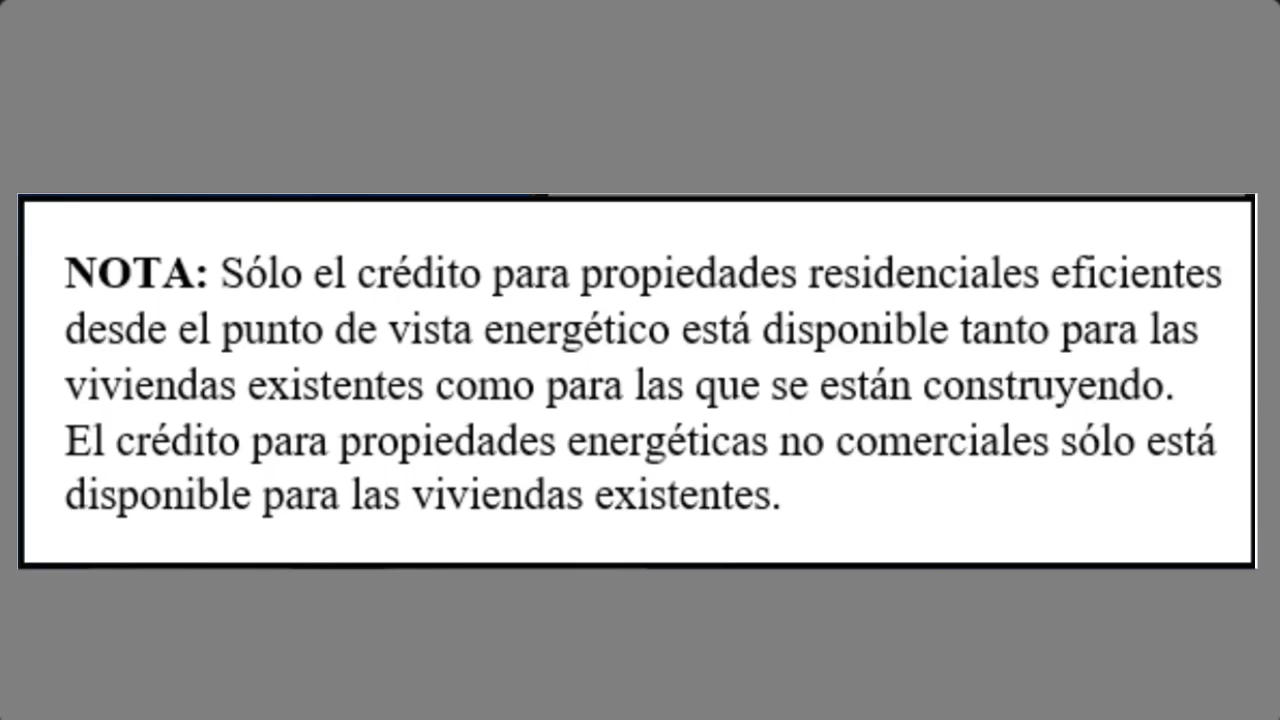 NOTA: Sólo el crédito para propiedades residenciales eficientes
desde el punto de vista energético está disponible tanto para las
viviendas existentes como para las que se están construyendo.
El crédito para propiedades energéticas no comerciales sólo está
disponible para las viviendas existentes.